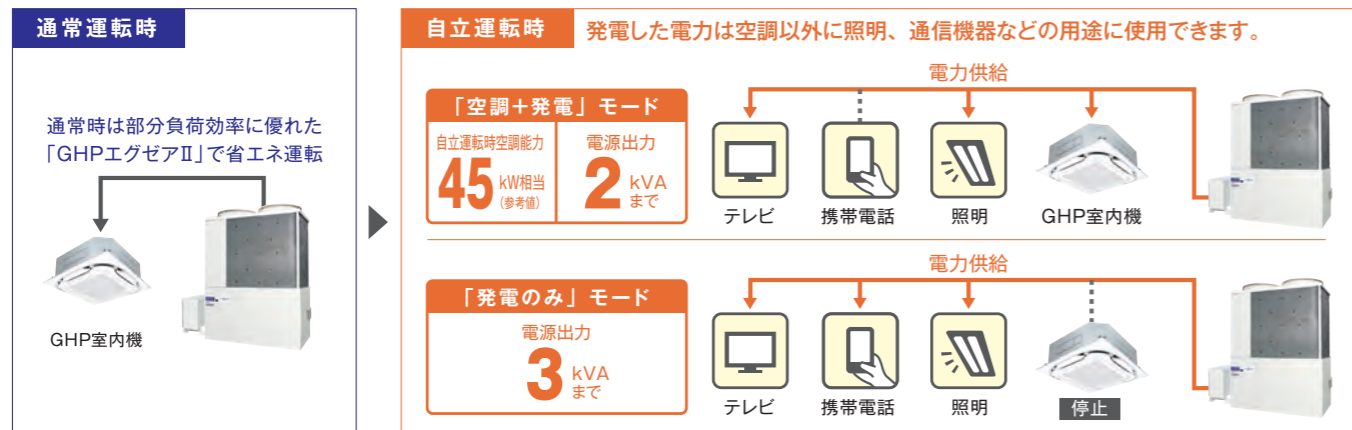 通常運転時
通常時は部分負荷効率に優れた
「GHPエグゼアⅡ」で省エネ運転
GHP室内機
自立運転時
発電した電力は空調以外に照明、通信機器などの用途に使用できます。
「空調＋発電」モード
自立運転時空調能力
45 kW相当
（参考値）
電源出力
2 kVA
まで
電力供給
テレビ
携帯電話
照明
GHP室内機
「発電のみ」モード
電源出力
3 kVA
まで
電力供給
テレビ
携帯電話
照明
停止